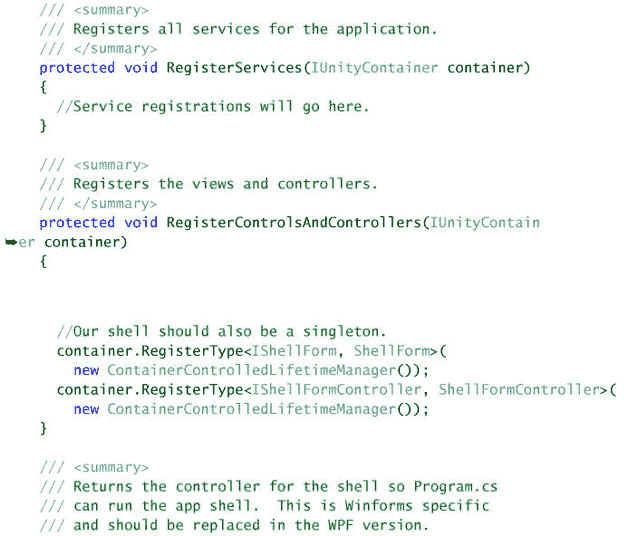 /// <summary>
/// Registers all services for the application.
/// </summary>
protected void RegisterServices(IUnityContainer container)
{
//Service registrations will go here.
}
/// <summary>
/// Registers the views and controllers.
/// </summary>
protected void RegisterControlsAndControllers(IUnityContain
➥er container)
{
//Our shell should also be a singleton.
container.RegisterType<IShellForm, ShellForm>(
new ContainerControlledLifetimeManager());
container.RegisterType<IShellFormController, ShellFormController>(
new ContainerControlledLifetimeManager());
}
/// <summary>
/// Returns the controller for the shell so Program.cs
/// can run the app shell.  This is Winforms specific
/// and should be replaced in the WPF version.